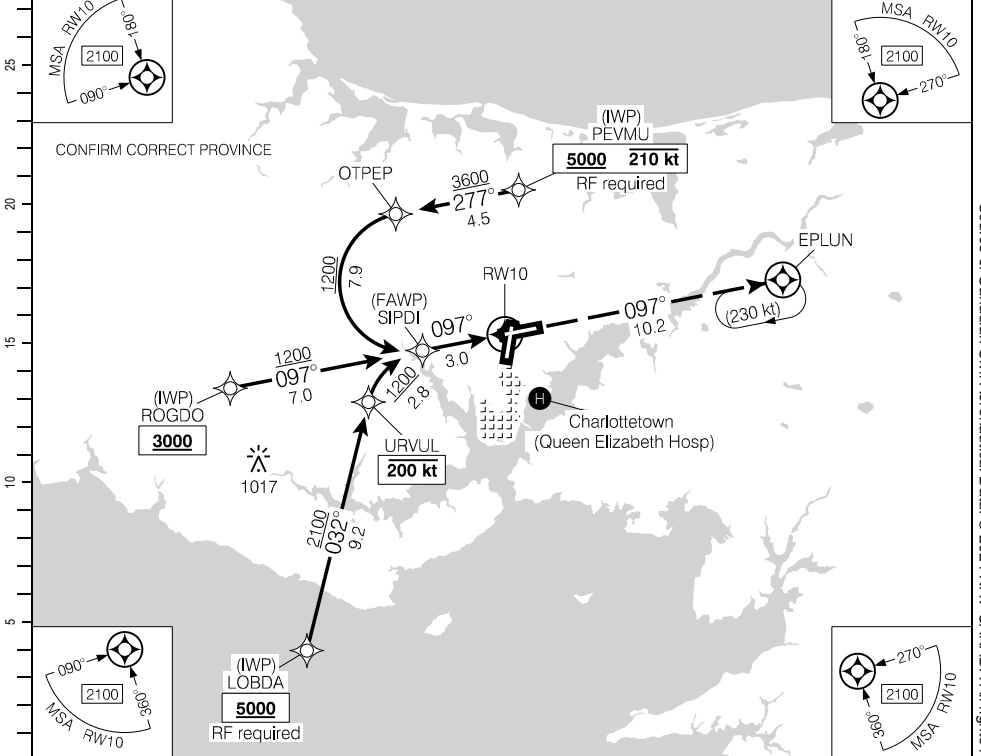 MSA RW10
180°
2100
090°
MSA RW10
180°
2100
270°
CONFIRM CORRECT PROVINCE
(IWP)
PEVMU
5000 210 kt
RF required
OTPEP
3600
277°
4.5
EPLUN
RW10
1200
7.9
(FAWP)
SIPDI
097°
3.0
097°
10.2
(230 kt)
1200
097°
7.0
1200
2.8
(IWP)
ROGDO
3000
H
Charlottetown
(Queen Elizabeth Hosp)
URVUL
200 kt
1017
2100
032°
9.2
(IWP)
LOBDA
5000
RF required
090°
2100
360°
MSA RW10
270°
2100
360°
MSA RW10
25
20
15
10
5